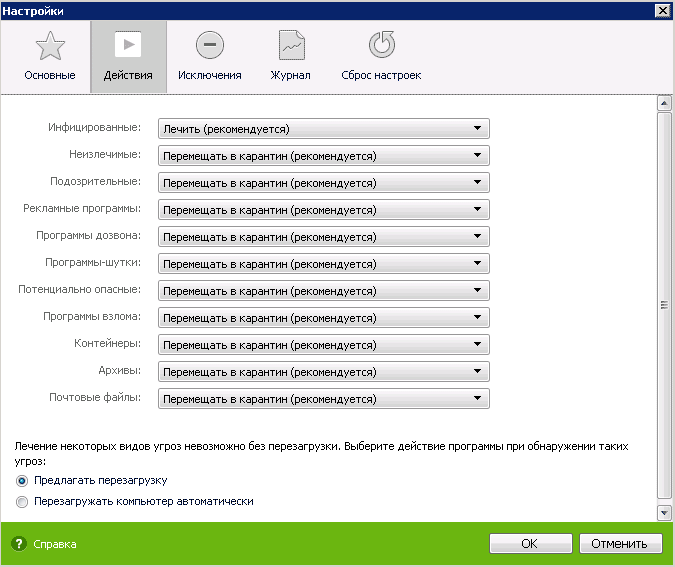 Настройки
Основные
Действия
Исключения
Журнал
Сброс настроек
Инфицированные: Лечить (рекомендуется)
Неизлечимые: Перемещать в карантин (рекомендуется)
Подозрительные: Перемещать в карантин (рекомендуется)
Рекламные программы: Перемещать в карантин (рекомендуется)
Программы дозвона: Перемещать в карантин (рекомендуется)
Программы-шутки: Перемещать в карантин (рекомендуется)
Потенциально опасные: Перемещать в карантин (рекомендуется)
Программы взлома: Перемещать в карантин (рекомендуется)
Контейнеры: Перемещать в карантин (рекомендуется)
Архивы: Перемещать в карантин (рекомендуется)
Почтовые файлы: Перемещать в карантин (рекомендуется)
Лечение некоторых видов угроз невозможно без перезагрузки. Выберите действие программы при обнаружении таких
угроз:
Предлагать перезагрузку
Перезагружать компьютер автоматически
? Справка
OK
Отменить